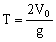 T = 2V₀/g